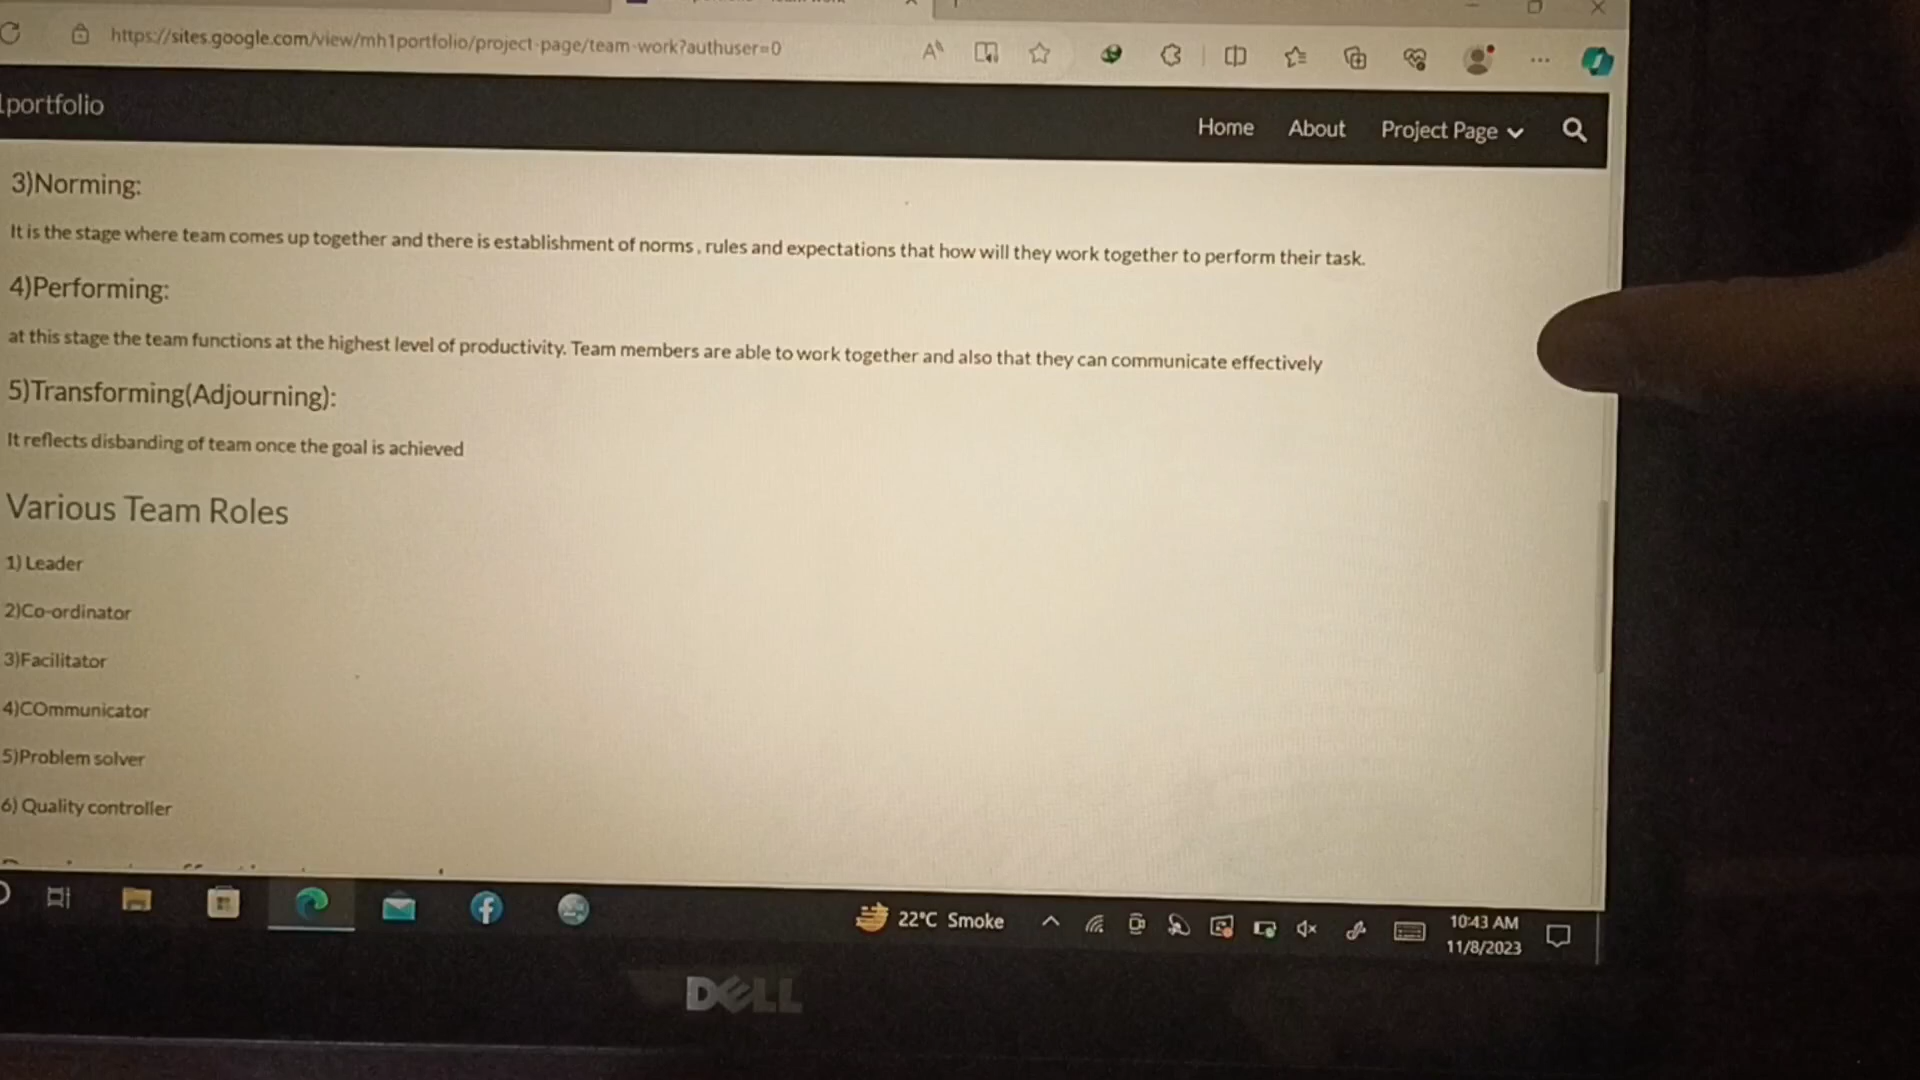 https://sites.google.com/view/mh1portfolio/project-page/team-work?authuser=0
portfolio
Home About Project Page
3)Norming:
It is the stage where team comes up together and there is establishment of norms , rules and expectations that how will they work together to perform their task.
4)Performing:
at this stage the team functions at the highest level of productivity. Team members are able to work together and also that they can communicate effectively
5)Transforming(Adjourning):
It reflects disbanding of team once the goal is achieved
Various Team Roles
1) Leader
2)Co-ordinator
3)Facilitator
4)COmmunicator
5)Problem solver
6) Quality controller
22°C Smoke
10:43 AM
11/8/2023
DELL